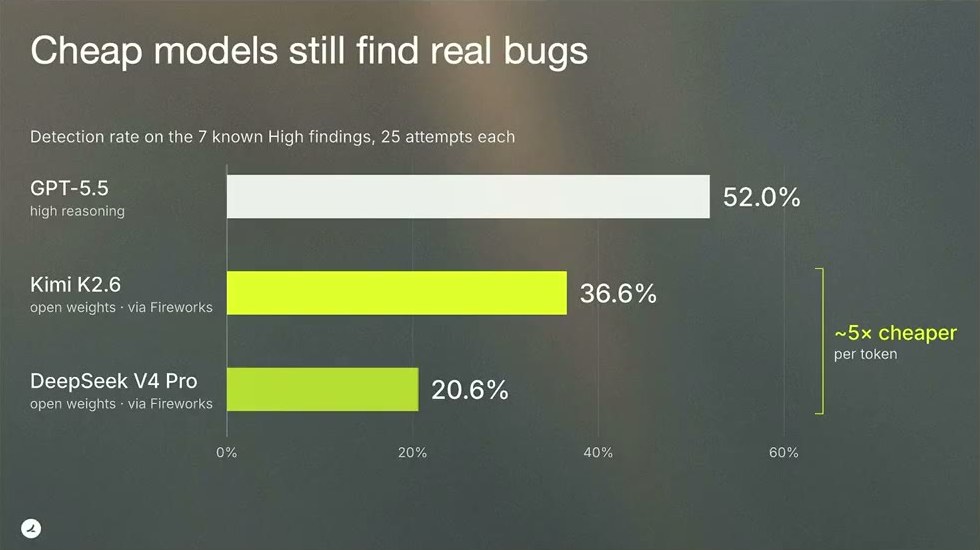 Cheap models still find real bugs
Detection rate on the 7 known High findings, 25 attempts each
GPT-5.5
high reasoning
52.0%
Kimi K2.6
open weights · via Fireworks
36.6%
~5× cheaper
per token
DeepSeek V4 Pro
open weights · via Fireworks
20.6%
0%
20%
40%
60%